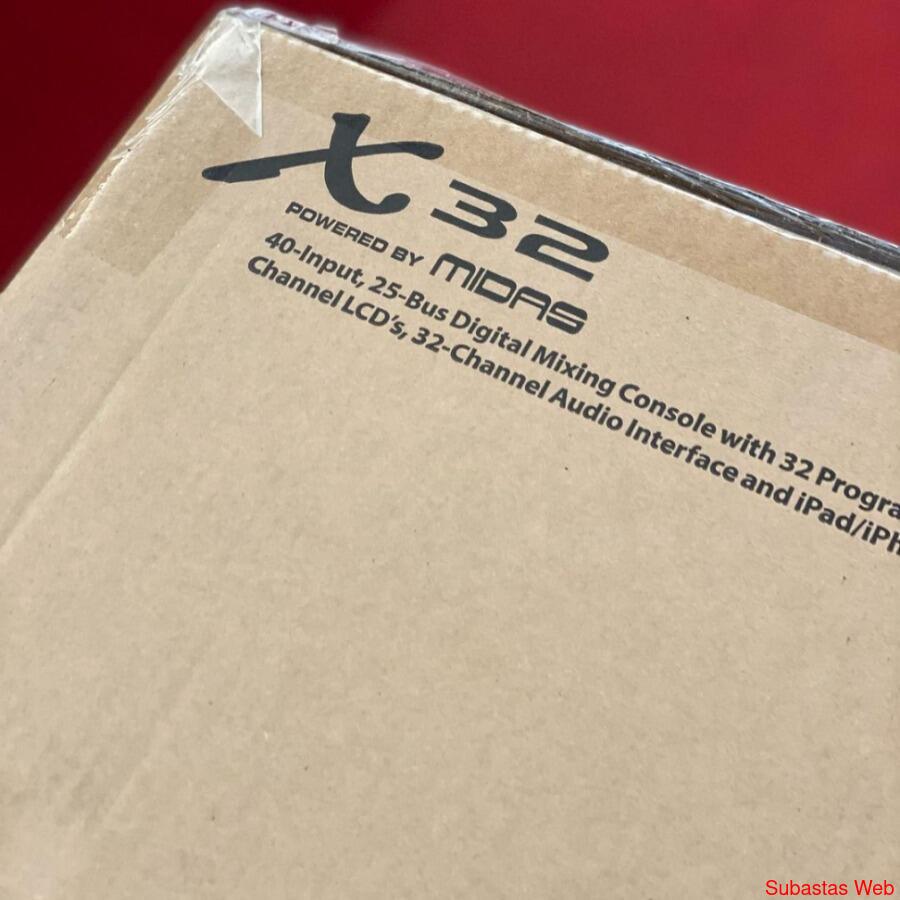 X32
POWERED BY MIDAS
40-Input, 25-Bus Digital Mixing Console with 32
Channel LCD's, 32-Channel Audio Interface and
Subastas Web